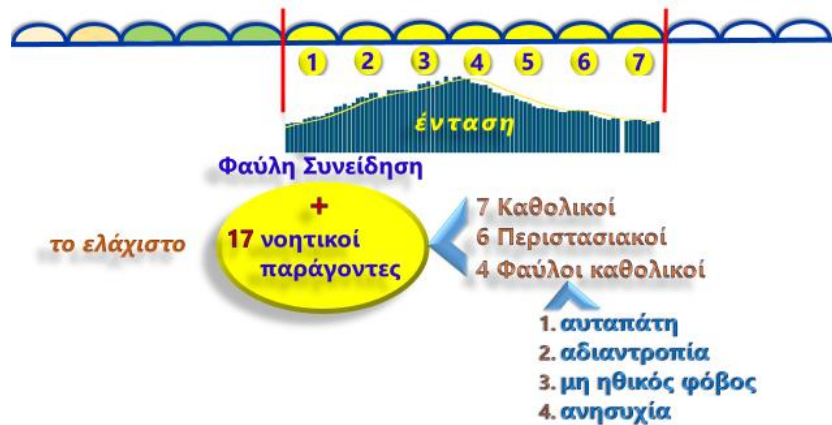 1 2 3 4 5 6 7
ένταση
Φαύλη Συνείδηση
+
17 νοητικοί
παράγοντες
το ελάχιστο
7 Καθολικοί
6 Περιστασιακοί
4 Φαύλοι καθολικοί
1. αυταπάτη
2. αδιαντροπία
3. μη ηθικός φόβος
4. ανησυχία